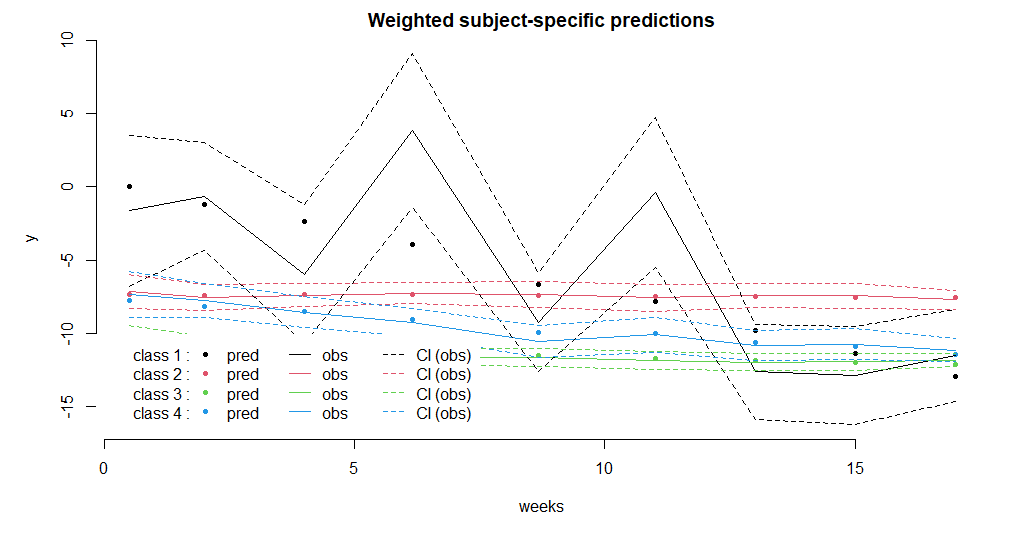 Weighted subject-specific predictions
10
5
0
-5
-10
-15
y
class 1 : pred obs CI (obs)
class 2 : pred obs CI (obs)
class 3 : pred obs CI (obs)
class 4 : pred obs CI (obs)
0 5 10 15
weeks